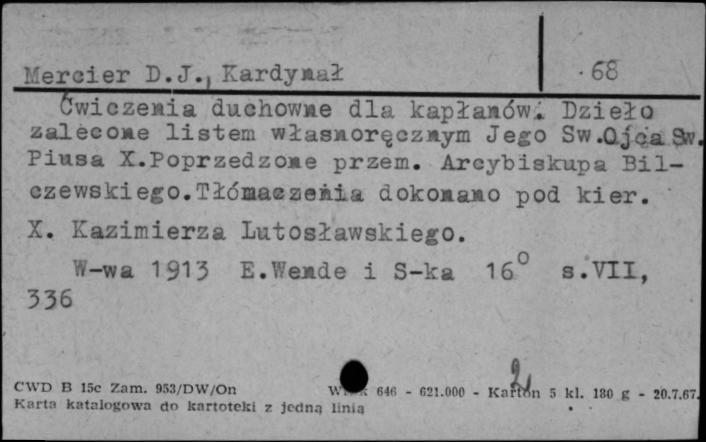 Mercier D.J., Kardynał
68
Ćwiczenia duchowne dla kapłanów. Dzieło
zalecone listem własnoręcznym Jego Sw.Ojca Sw.
Piusa X.Poprzedzone przem. Arcybiskupa Bil-
czewskiego.Tłómaczenia dokonano pod kier.
X. Kazimierza Lutosławskiego.
W-wa 1913 E.Wende i S-ka 16° s.VII,
336
2
CWD B 15c Zam. 953/DW/On 646 - 621.000 - Karton 5 kl. 180 g - 20.7.67.
Karta katalogowa do kartoteki z jedną linią